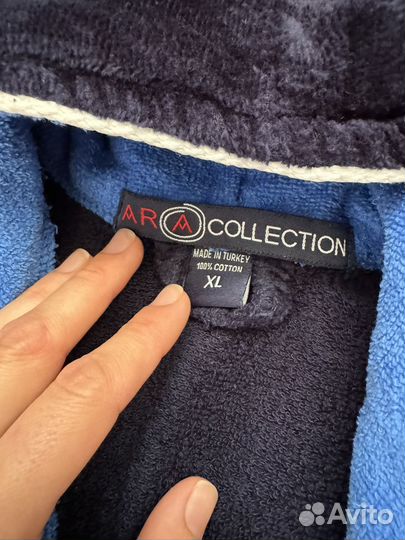 ARA COLLECTION
MADE IN TURKEY
100% COTTON
XL
Avito